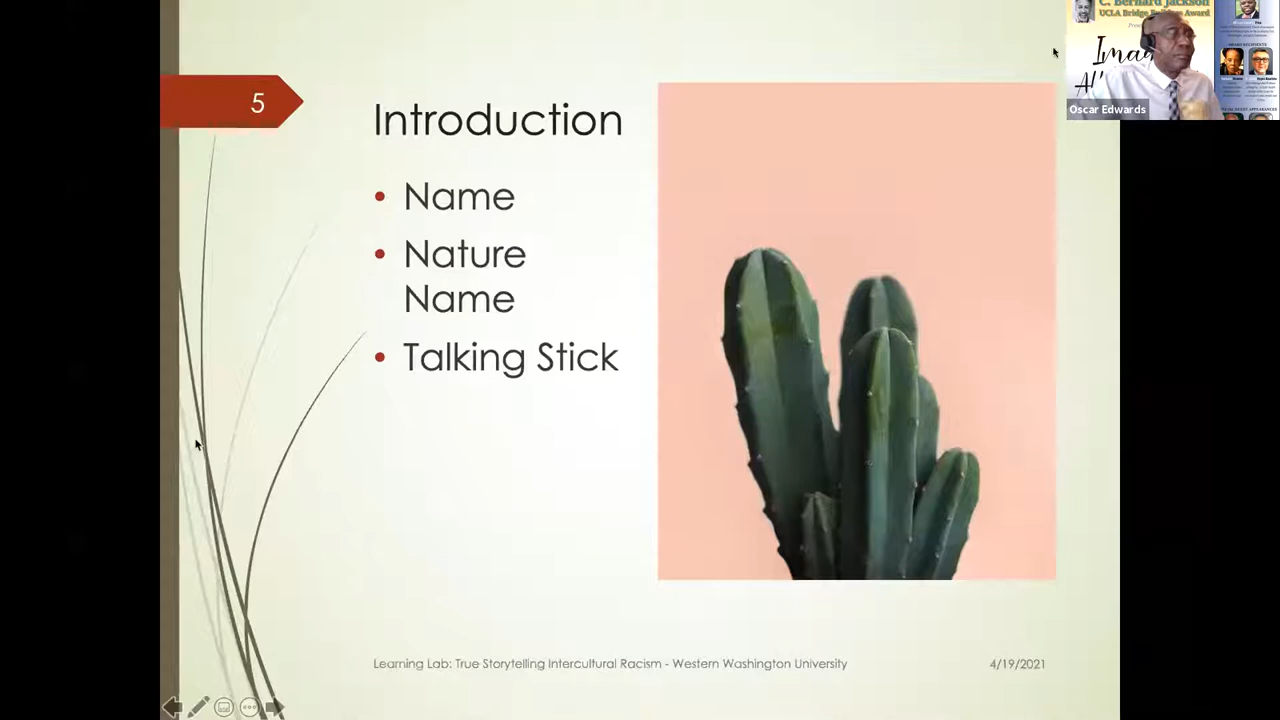 5
Introduction
• Name
• Nature
Name
• Talking Stick
Learning Lab: True Storytelling Intercultural Racism - Western Washington University
4/19/2021
C. Bernard Jackson
UCLA Bridge Award
Oscar Edwards